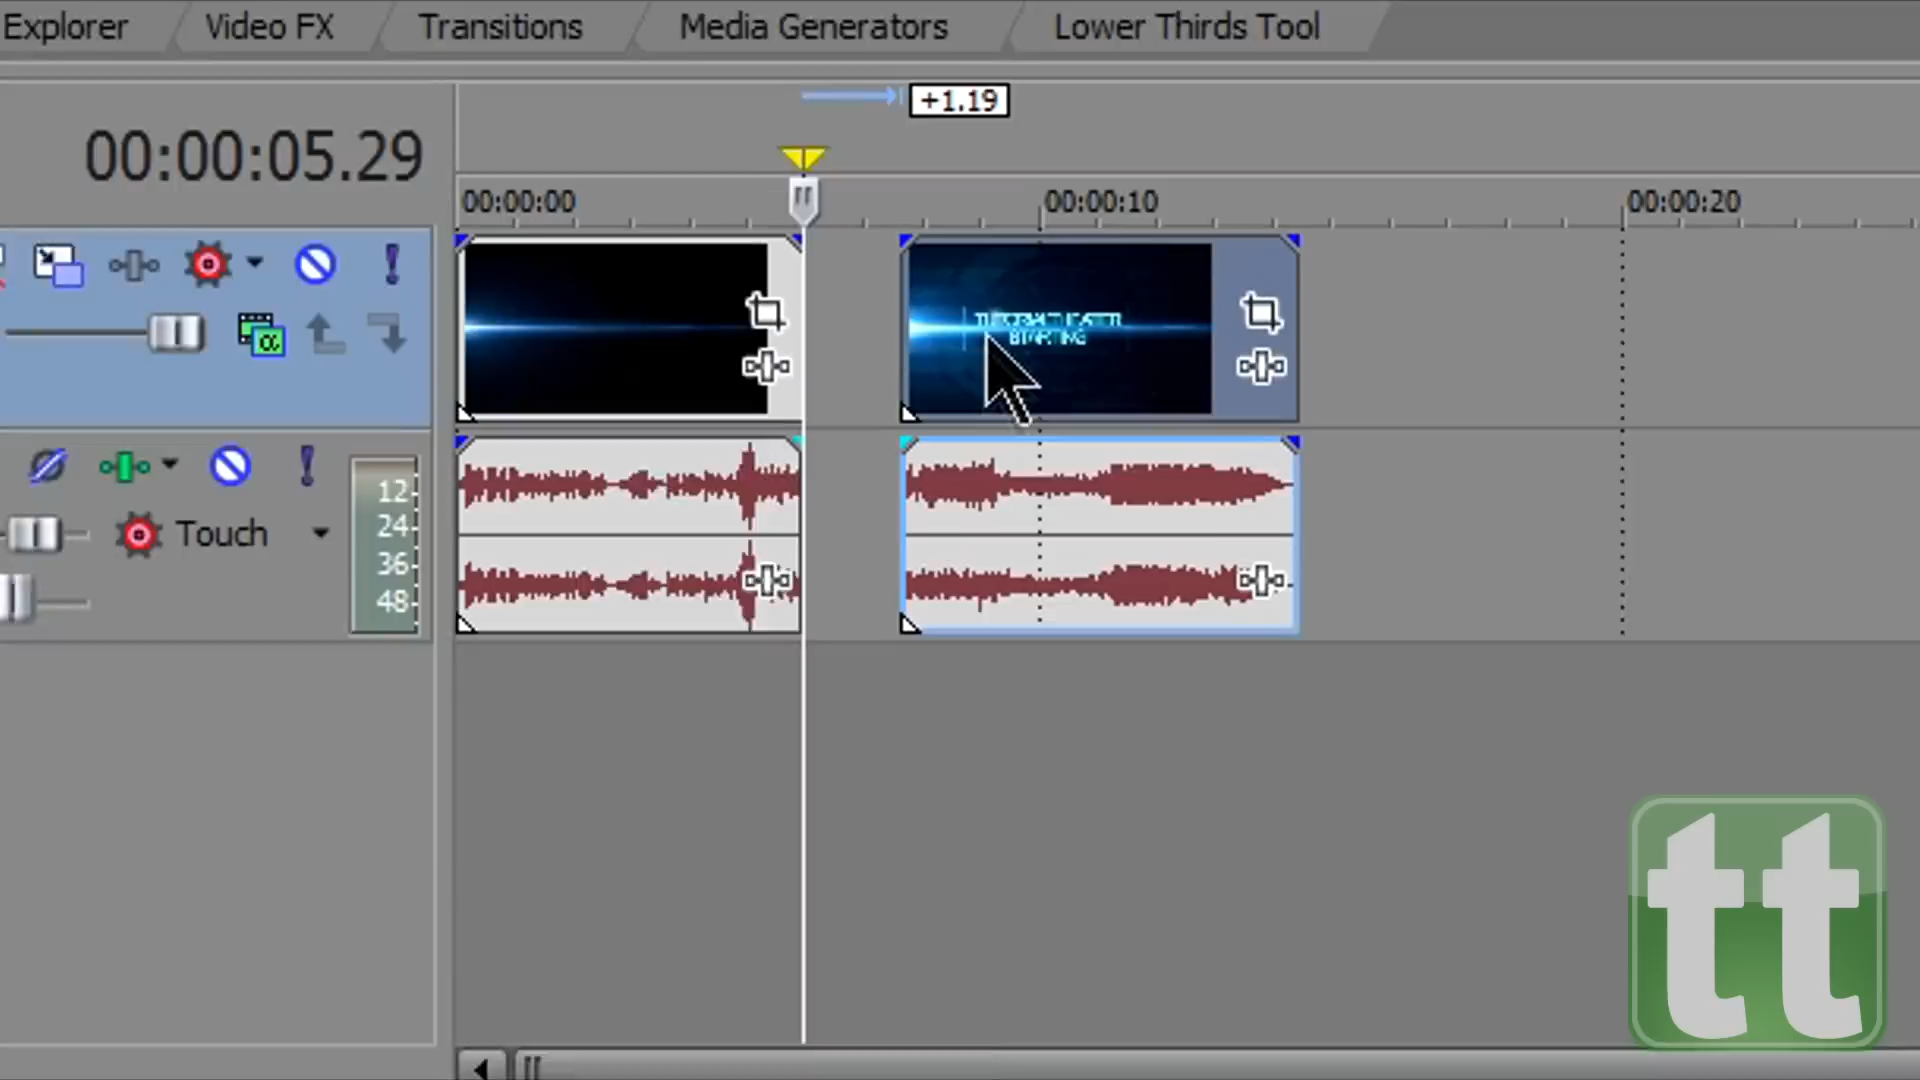 Explorer
Video FX
Transitions
Media Generators
Lower Thirds Tool
+1.19
00:00:05.29
00:00:00
00:00:10
00:00:20
STARTING
12
24
Touch
36
48
tt